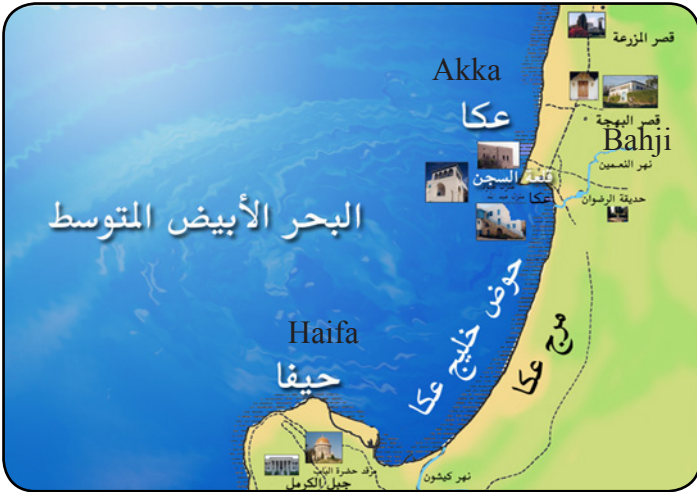 قصر المزرعة
Akka
عكا
قصر البهجة
Bahji
نهر النعمين
قلعة السجن
عكا
حديقة الرضوان
البحر الأبيض المتوسط
حوض خليج عكا
مرج عكا
Haifa
حيفا
مرقد حضرة الباب
جبل الكرمل
نهر كيشون